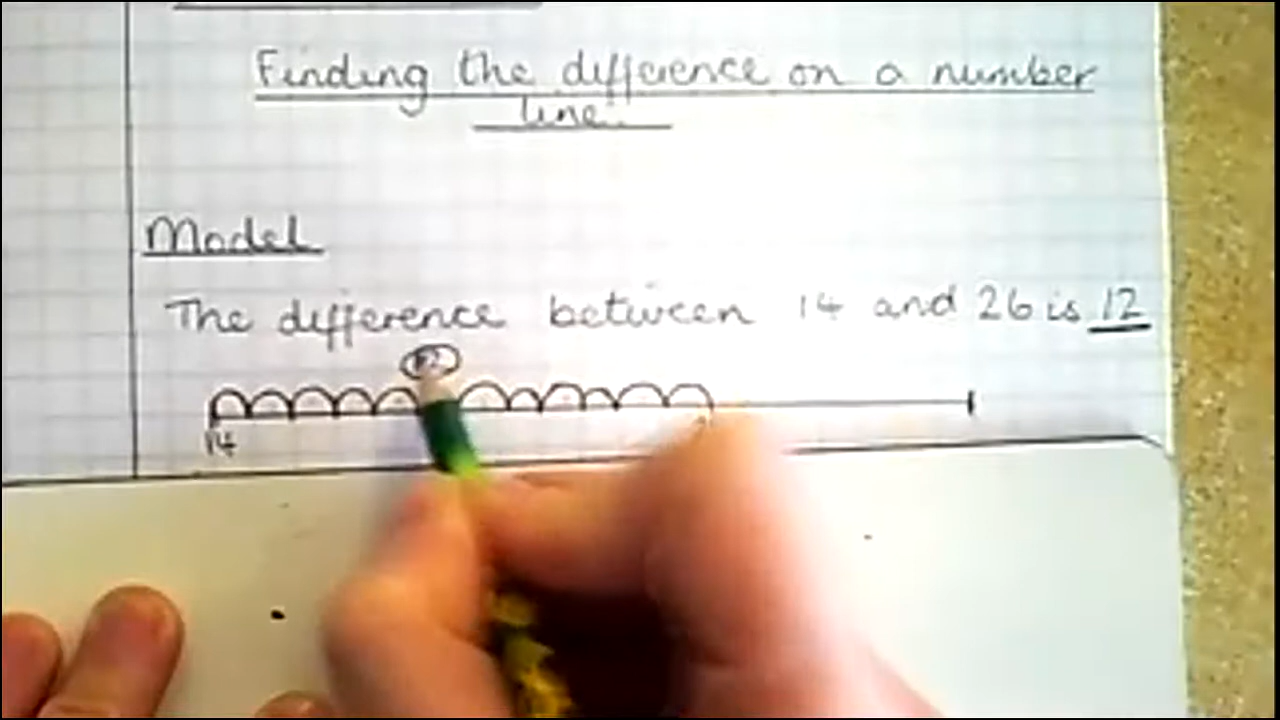 Finding the difference on a number
line.
Model
The difference between 14 and 26 is 12
14